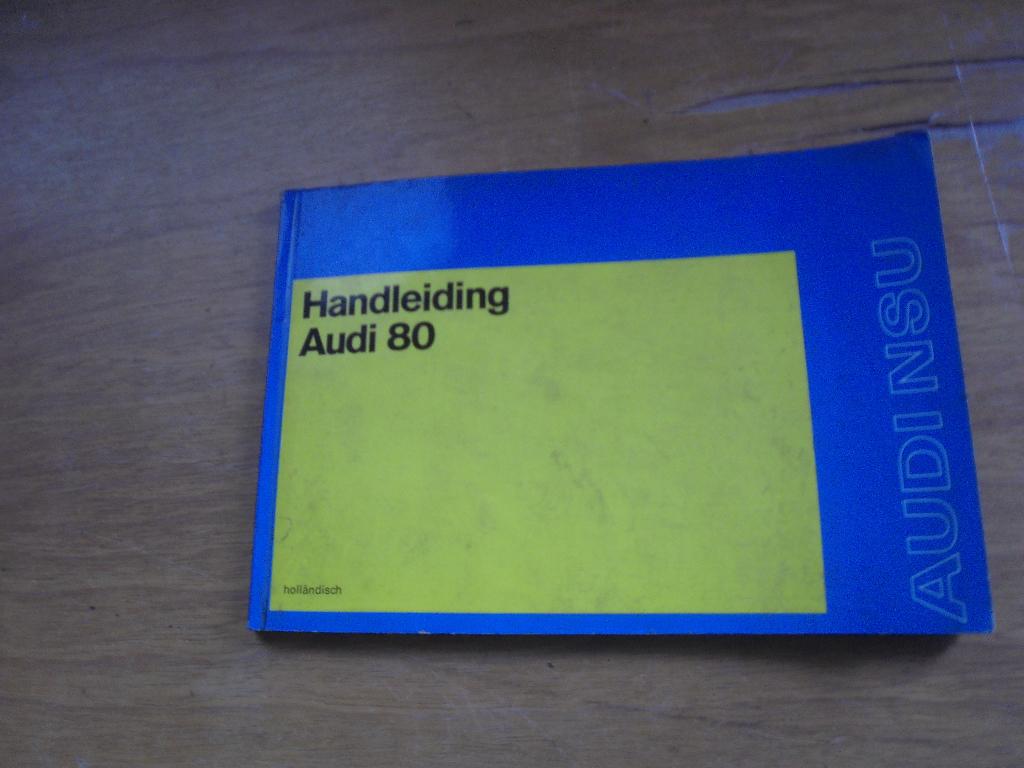 Handleiding
Audi 80
holländisch
AUDI NSU